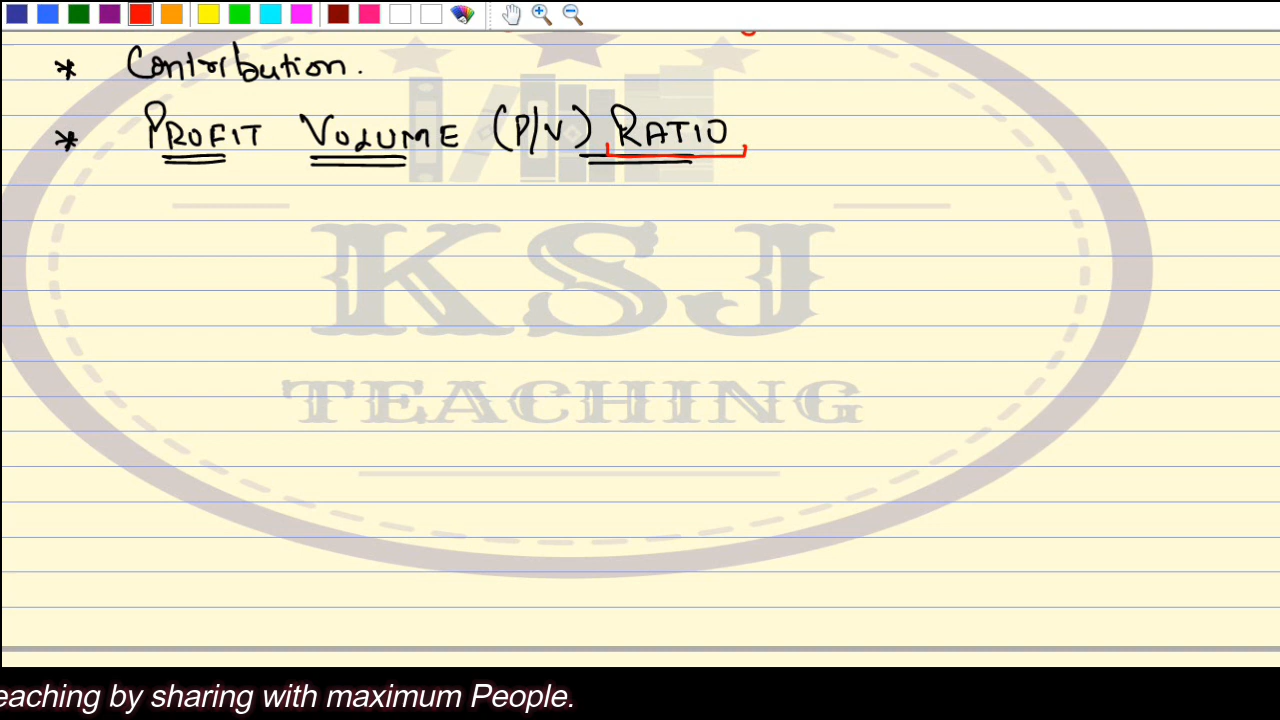 * Contribution.
* PROFIT VOLUME (P/V) RATIO
KSJ
TEACHING
eaching by sharing with maximum People.